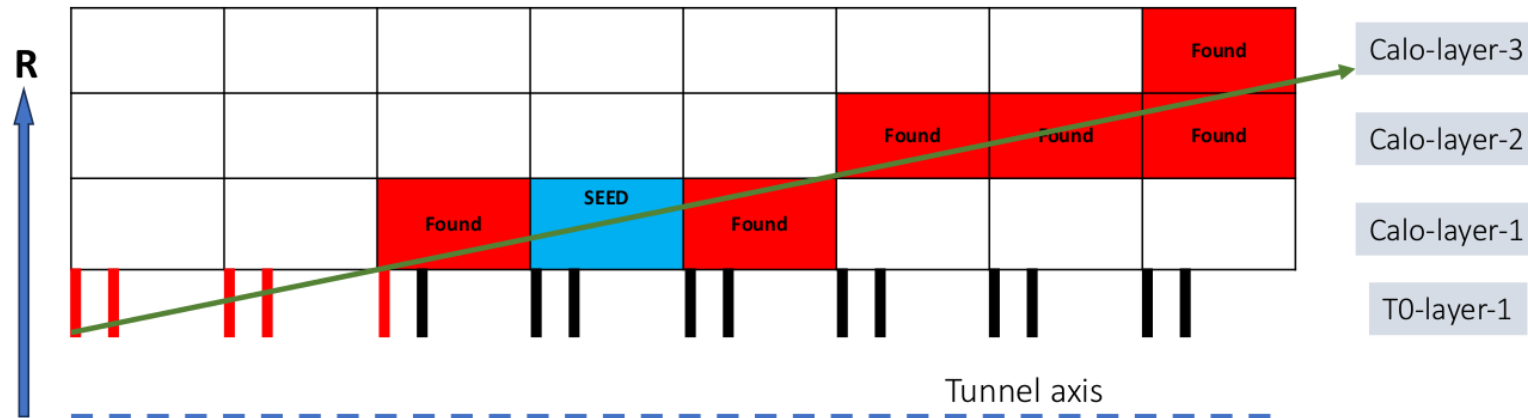 R
Found
Calo-layer-3
Found
Found
Found
Calo-layer-2
Found
SEED
Found
Calo-layer-1
T0-layer-1
Tunnel axis